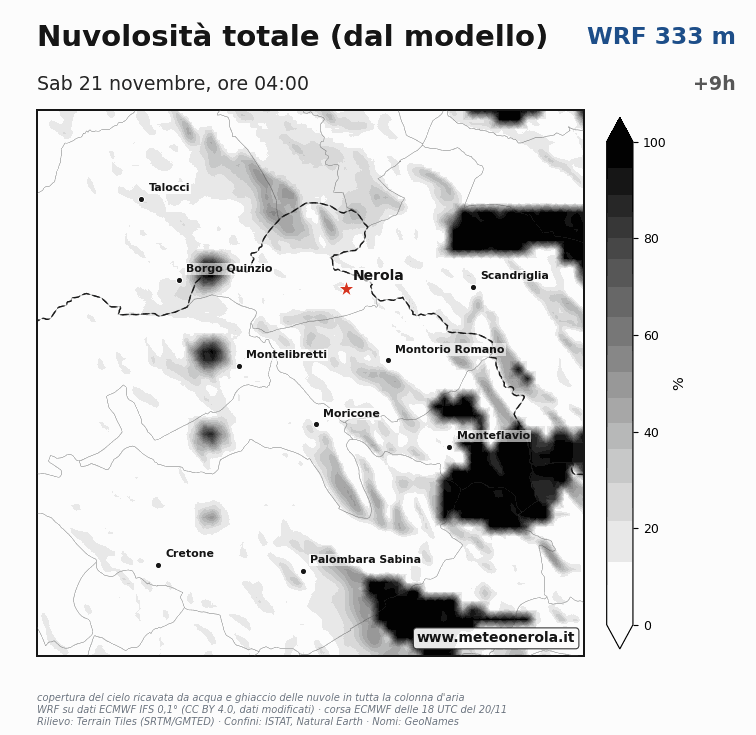 Nuvolosità totale (dal modello)
WRF 333 m
Sab 21 novembre, ore 04:00
+9h
Talocci
Borgo Quinzio
Nerola
Scandriglia
Montelibretti
Montorio Romano
Moricone
Monteflavio
Cretone
Palombara Sabina
www.meteonerola.it
100
80
60
40
20
0
%
copertura del cielo ricavata da acqua e ghiaccio delle nuvole in tutta la colonna d'aria
WRF su dati ECMWF IFS 0,1° (CC BY 4.0, dati modificati) · corsa ECMWF delle 18 UTC del 20/11
Rilievo: Terrain Tiles (SRTM/GMTED) · Confini: ISTAT, Natural Earth · Nomi: GeoNames